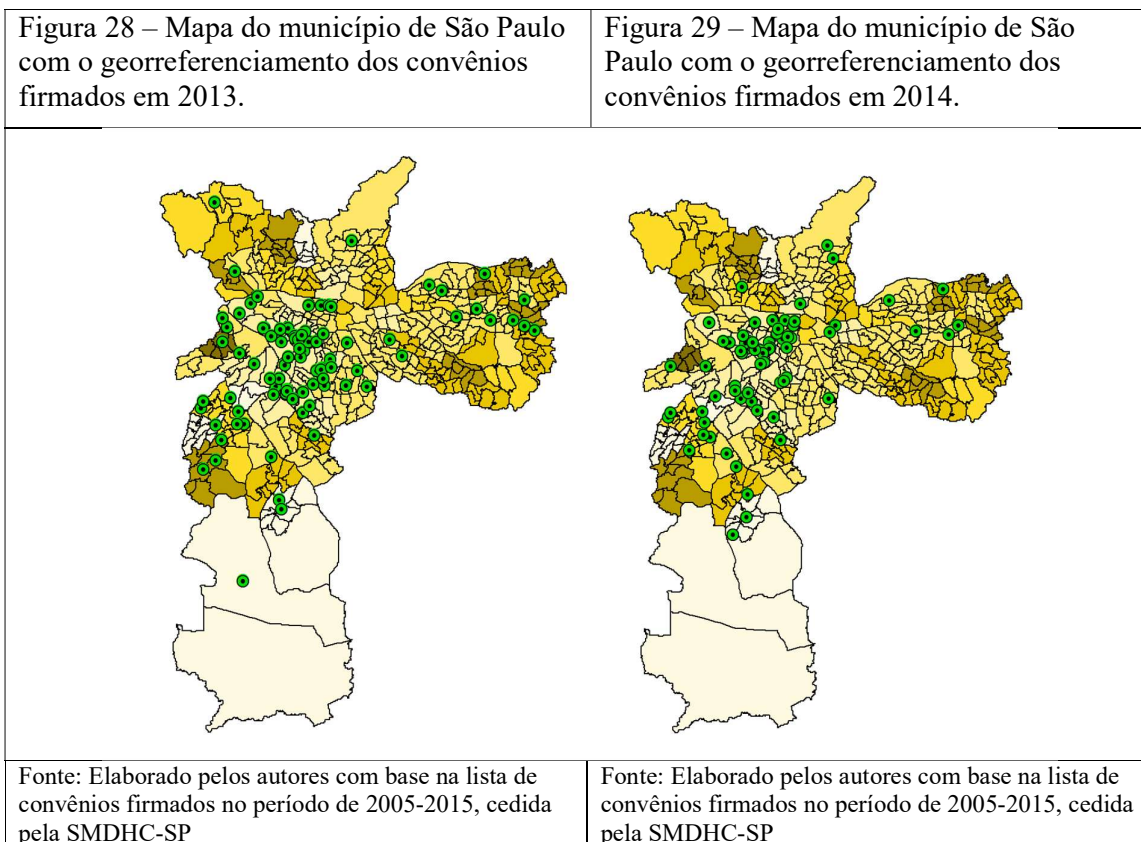 Figura 28 – Mapa do município de São Paulo
com o georreferenciamento dos convênios
firmados em 2013.
Figura 29 – Mapa do município de São
Paulo com o georreferenciamento dos
convênios firmados em 2014.
Fonte: Elaborado pelos autores com base na lista de
convênios firmados no período de 2005-2015, cedida
pela SMDHC-SP
Fonte: Elaborado pelos autores com base na lista de
convênios firmados no período de 2005-2015, cedida
pela SMDHC-SP